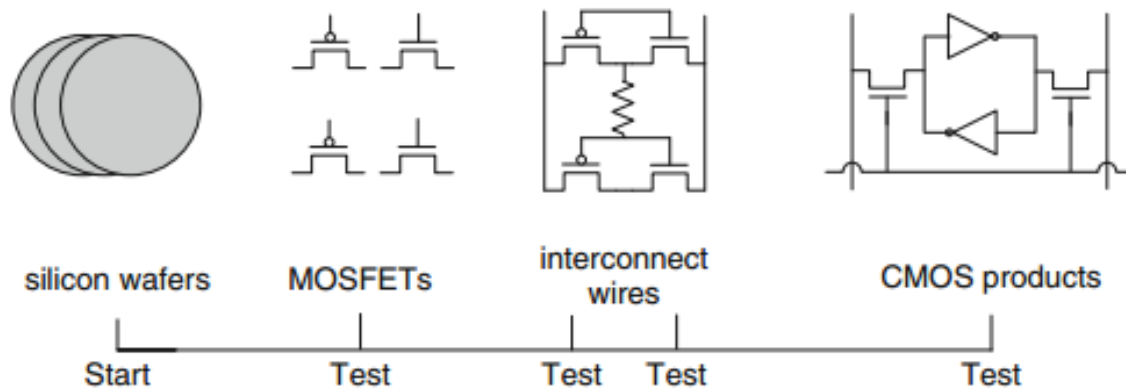 silicon wafers
MOSFETs
interconnect
wires
CMOS products
Start
Test
Test
Test
Test